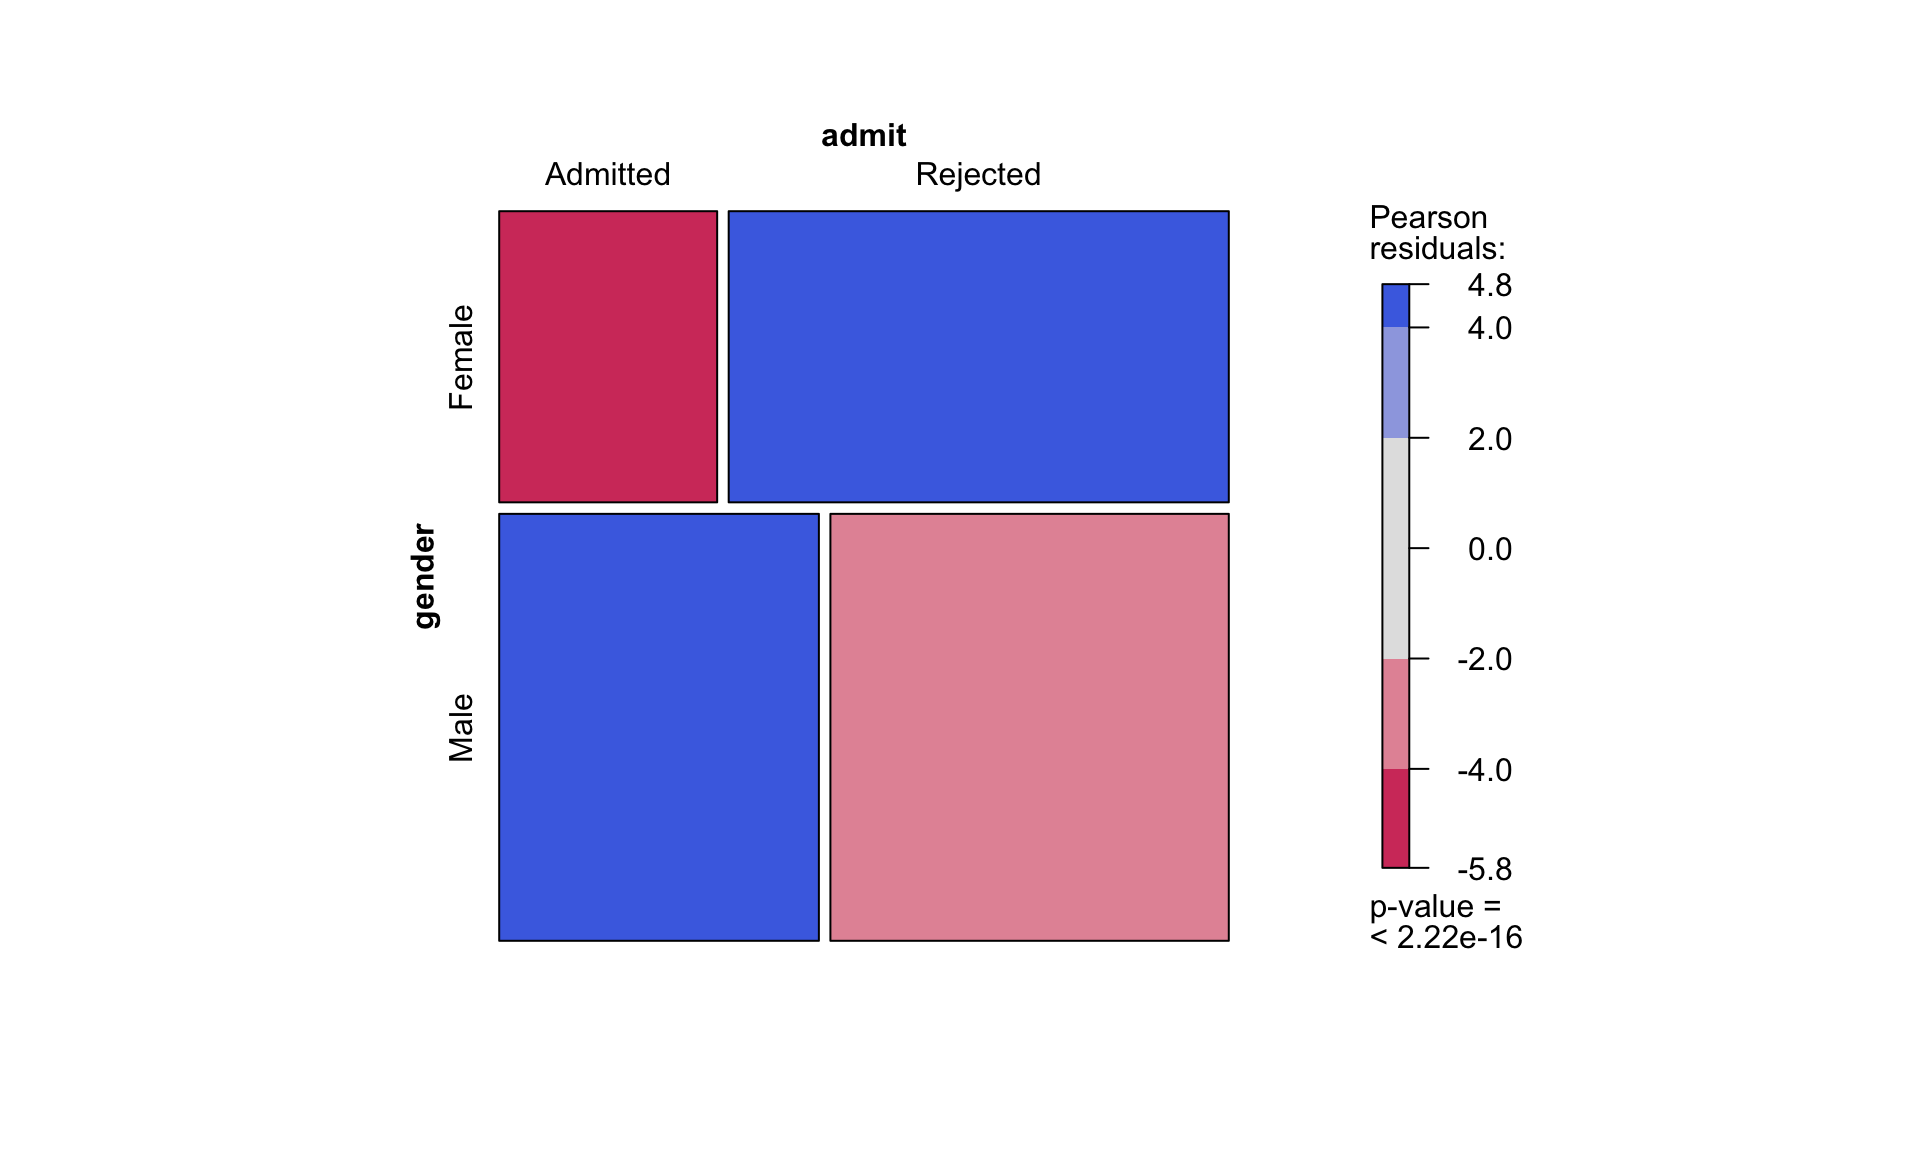 admit
Admitted Rejected
gender
Female
Male
Pearson
residuals:
4.8
4.0
2.0
0.0
-2.0
-4.0
-5.8
p-value =
< 2.22e-16